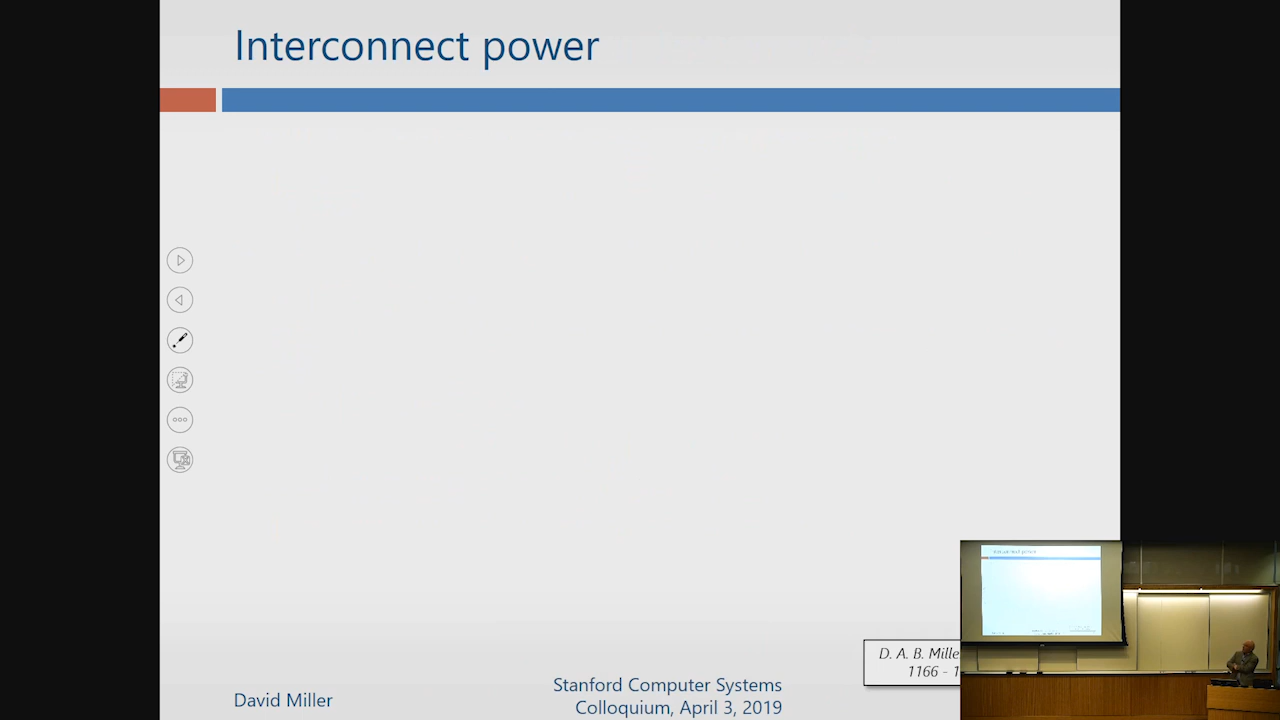 Interconnect power
D. A. B. Mille
1166 - 1
Stanford Computer Systems
David Miller
Colloquium, April 3, 2019